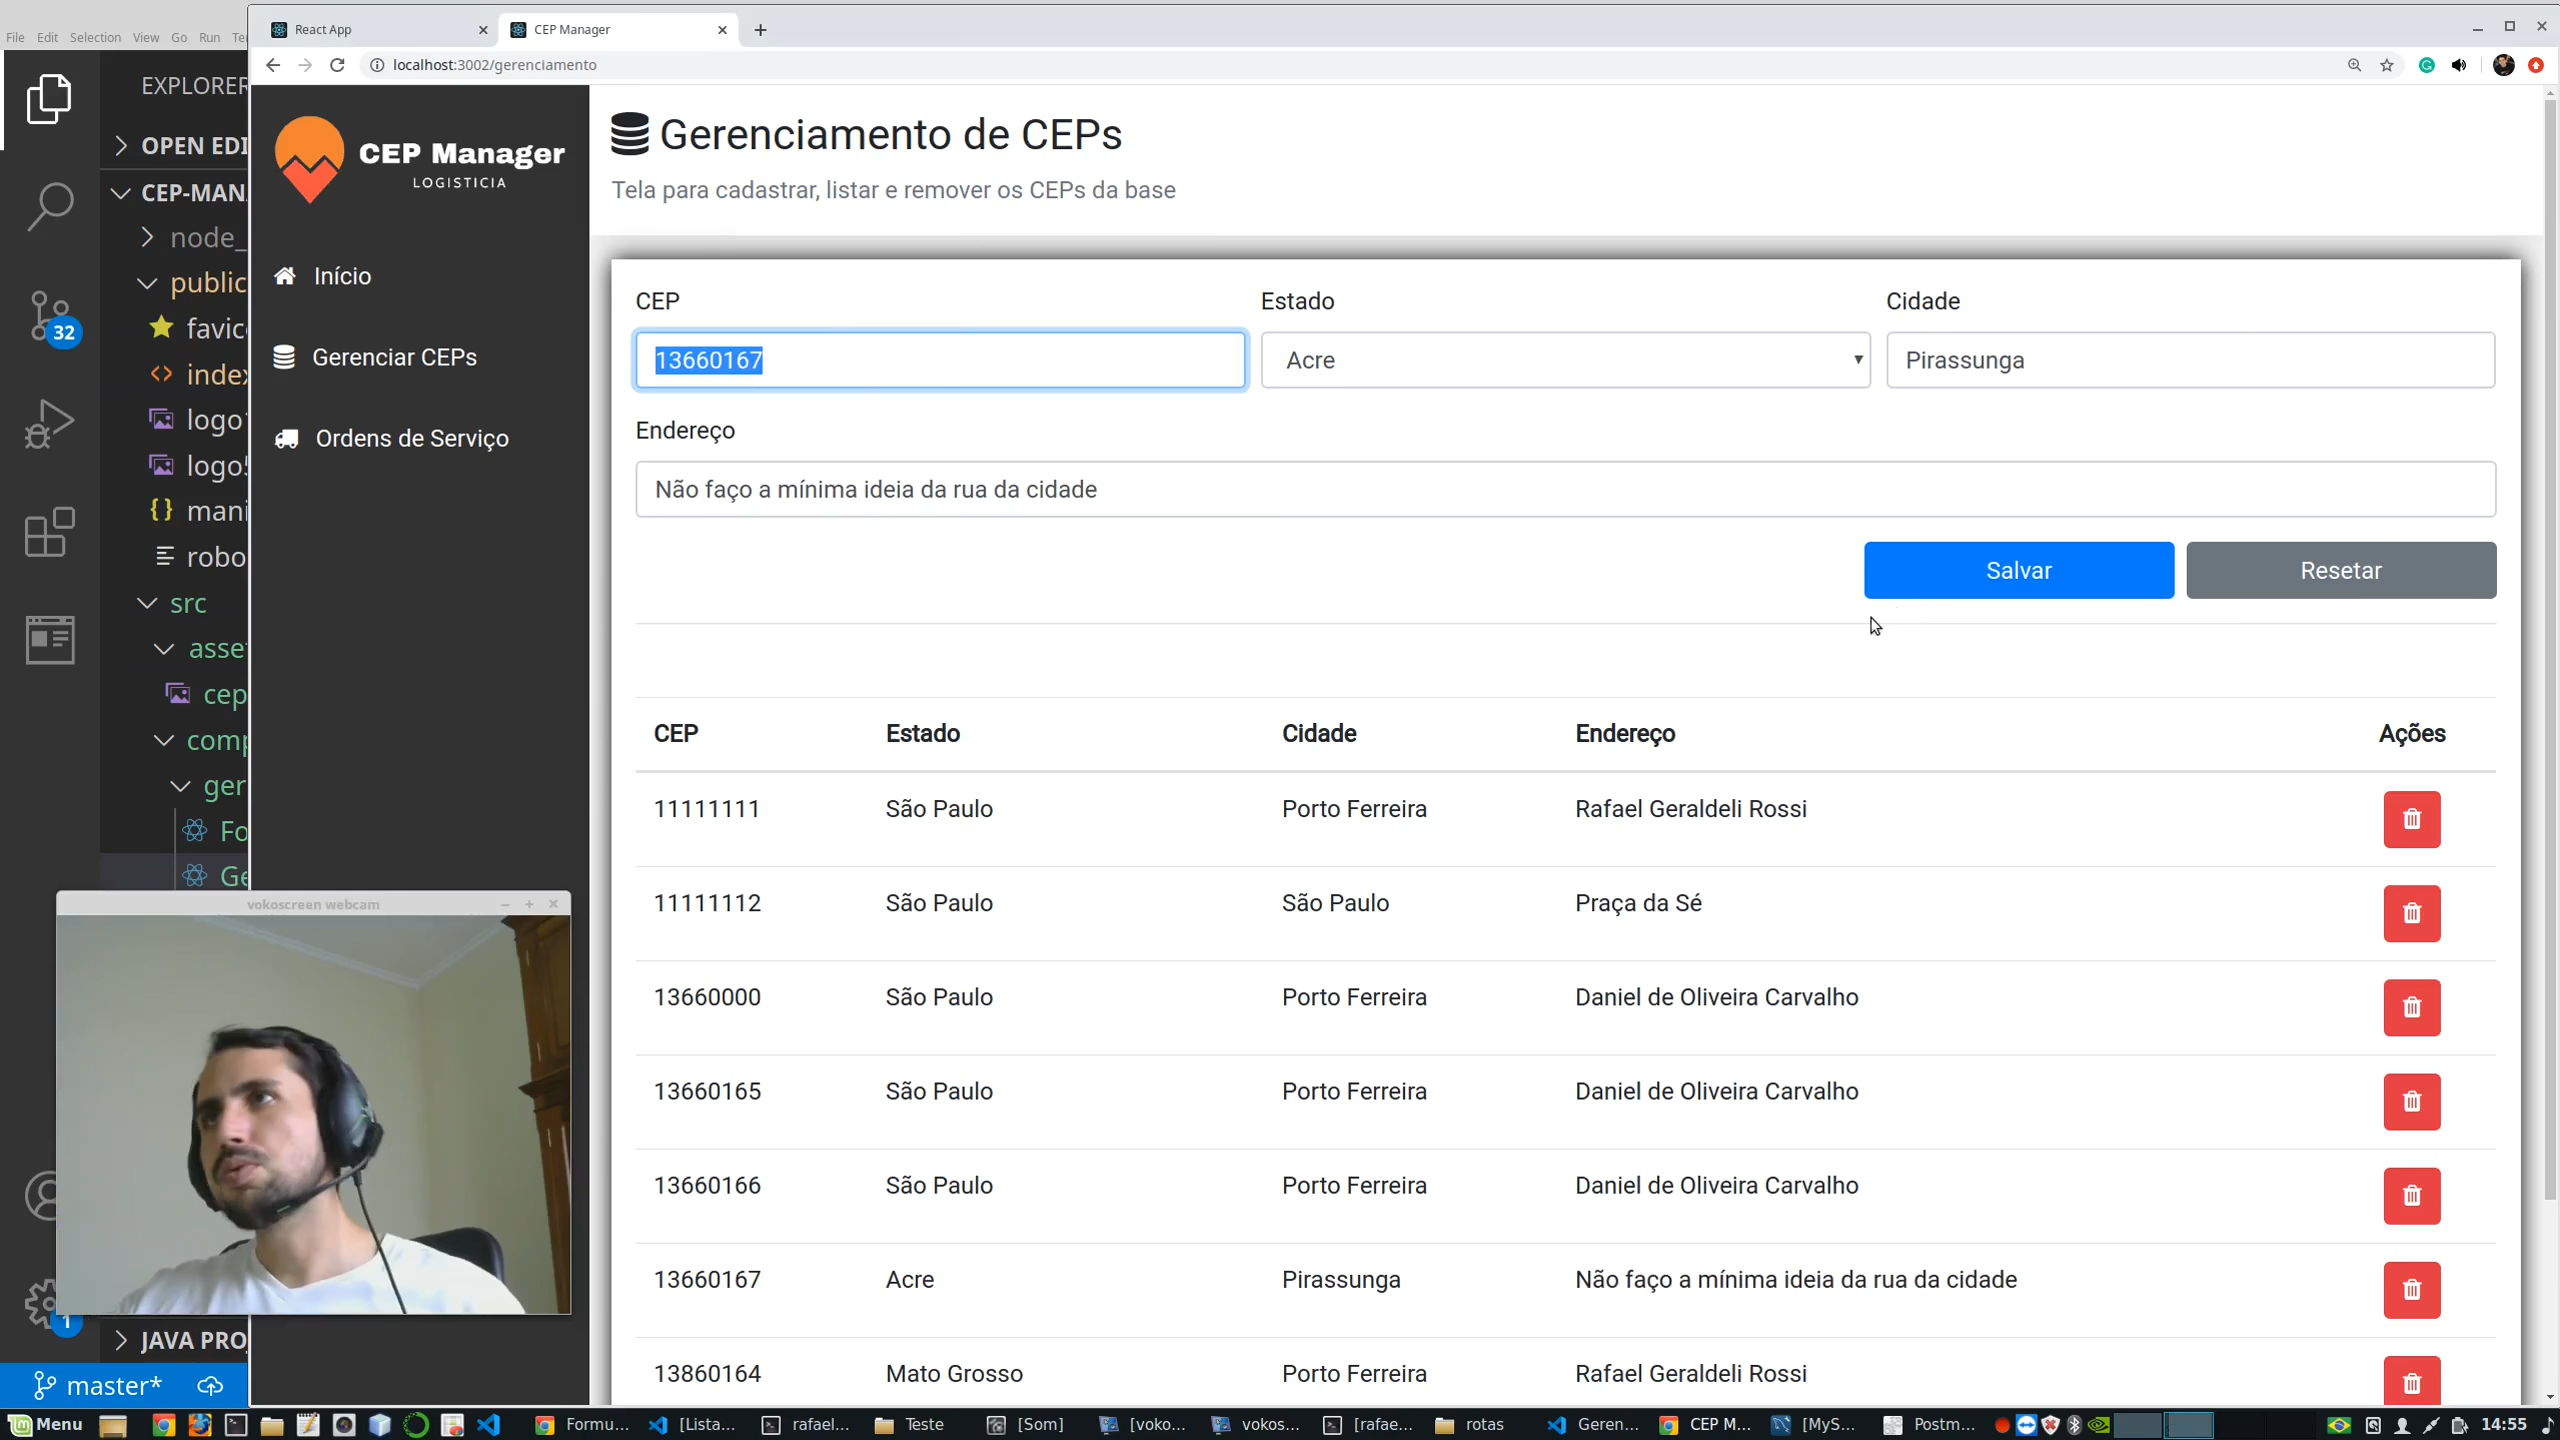 File Edit Selection View Go Run
React App
CEP Manager
localhost:3002/gerenciamento
EXPLORER
OPEN EDI
CEP-MAN
node_
public
favic
index
logo
logo
mani
robo
src
asse
cep
comp
ger
Fo
Ge
32
JAVA PRO
1
master*
CEP Manager
LOGISTICIA
Início
Gerenciar CEPs
Ordens de Serviço
Gerenciamento de CEPs
Tela para cadastrar, listar e remover os CEPs da base
CEP Estado Cidade
13660167 Acre Pirassunga
Endereço
Não faço a mínima ideia da rua da cidade
Salvar Resetar
CEP Estado Cidade Endereço Ações
11111111 São Paulo Porto Ferreira Rafael Geraldeli Rossi
11111112 São Paulo São Paulo Praça da Sé
13660000 São Paulo Porto Ferreira Daniel de Oliveira Carvalho
13660165 São Paulo Porto Ferreira Daniel de Oliveira Carvalho
13660166 São Paulo Porto Ferreira Daniel de Oliveira Carvalho
13660167 Acre Pirassunga Não faço a mínima ideia da rua da cidade
13860164 Mato Grosso Porto Ferreira Rafael Geraldeli Rossi
vokoscreen webcam
Menu Formu... [Lista... rafael... Teste [Som] [voko... vokos... [rafae... rotas Geren... CEP M... [MyS... Postm... 14:55